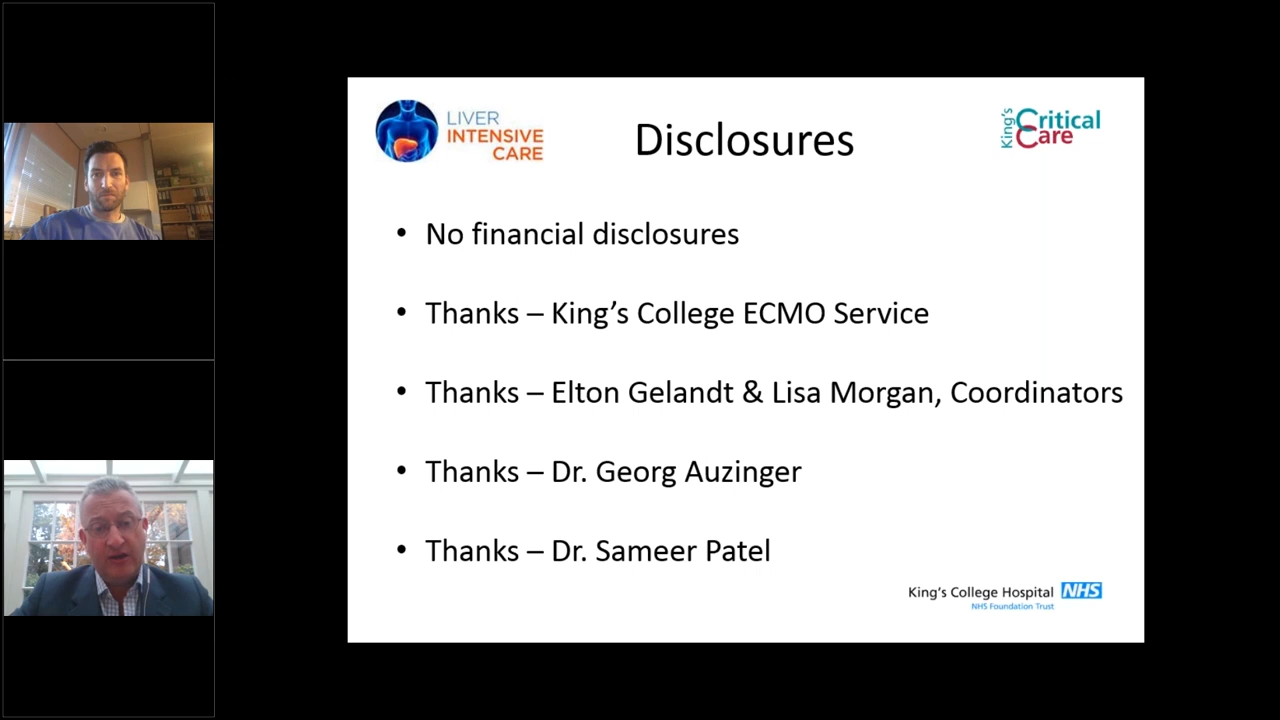 LIVER
INTENSIVE
CARE
Disclosures
King's Critical Care
• No financial disclosures
• Thanks – King’s College ECMO Service
• Thanks – Elton Gelandt & Lisa Morgan, Coordinators
• Thanks – Dr. Georg Auzinger
• Thanks – Dr. Sameer Patel
King’s College Hospital NHS
NHS Foundation Trust